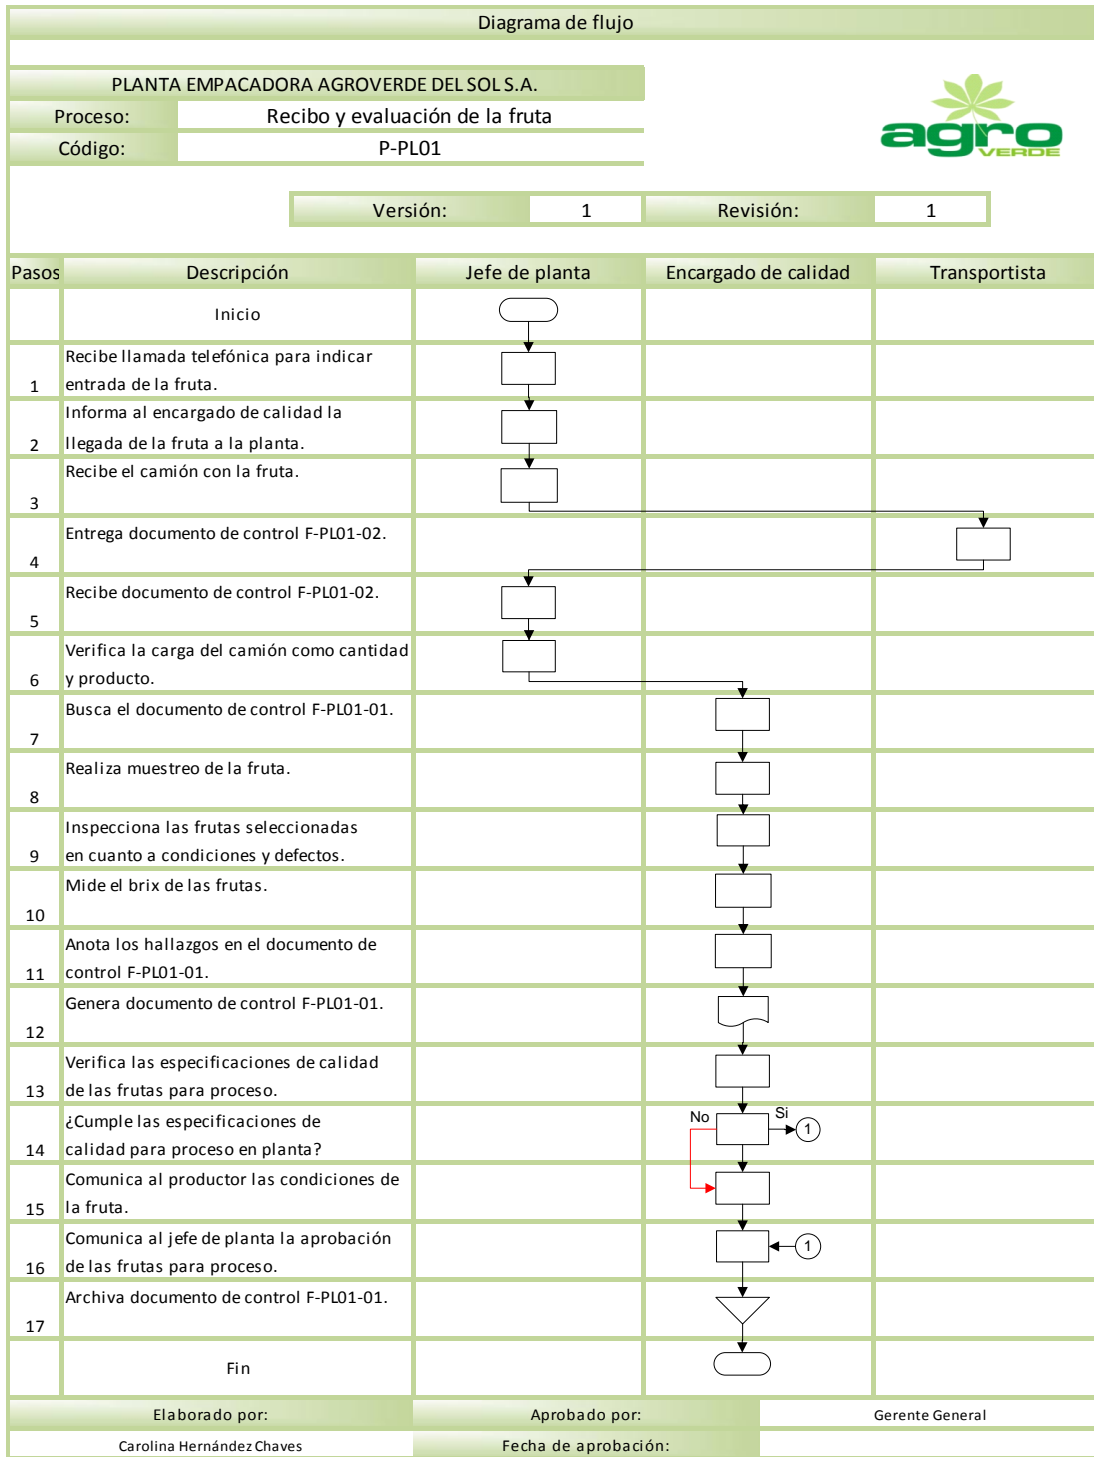 Diagrama de flujo
PLANTA EMPACADORA AGROVERDE DEL SOL S.A.
Proceso: Recibo y evaluación de la fruta
Código: P-PL01
agro
VERDE
Versión: 1 Revisión: 1
Pasos Descripción Jefe de planta Encargado de calidad Transportista
Inicio
Recibe llamada telefónica para indicar
1 entrada de la fruta.
Informa al encargado de calidad la
2 llegada de la fruta a la planta.
Recibe el camión con la fruta.
3
Entrega documento de control F-PL01-02.
4
Recibe documento de control F-PL01-02.
5
Verifica la carga del camión como cantidad
6 y producto.
Busca el documento de control F-PL01-01.
7
Realiza muestreo de la fruta.
8
Inspecciona las frutas seleccionadas
9 en cuanto a condiciones y defectos.
Mide el brix de las frutas.
10
Anota los hallazgos en el documento de
11 control F-PL01-01.
Genera documento de control F-PL01-01.
12
Verifica las especificaciones de calidad
13 de las frutas para proceso.
¿Cumple las especificaciones de No Si
14 calidad para proceso en planta? 1
Comunica al productor las condiciones de
15 la fruta.
Comunica al jefe de planta la aprobación 1
16 de las frutas para proceso.
Archiva documento de control F-PL01-01.
17
Fin
Elaborado por: Aprobado por: Gerente General
Carolina Hernández Chaves Fecha de aprobación: